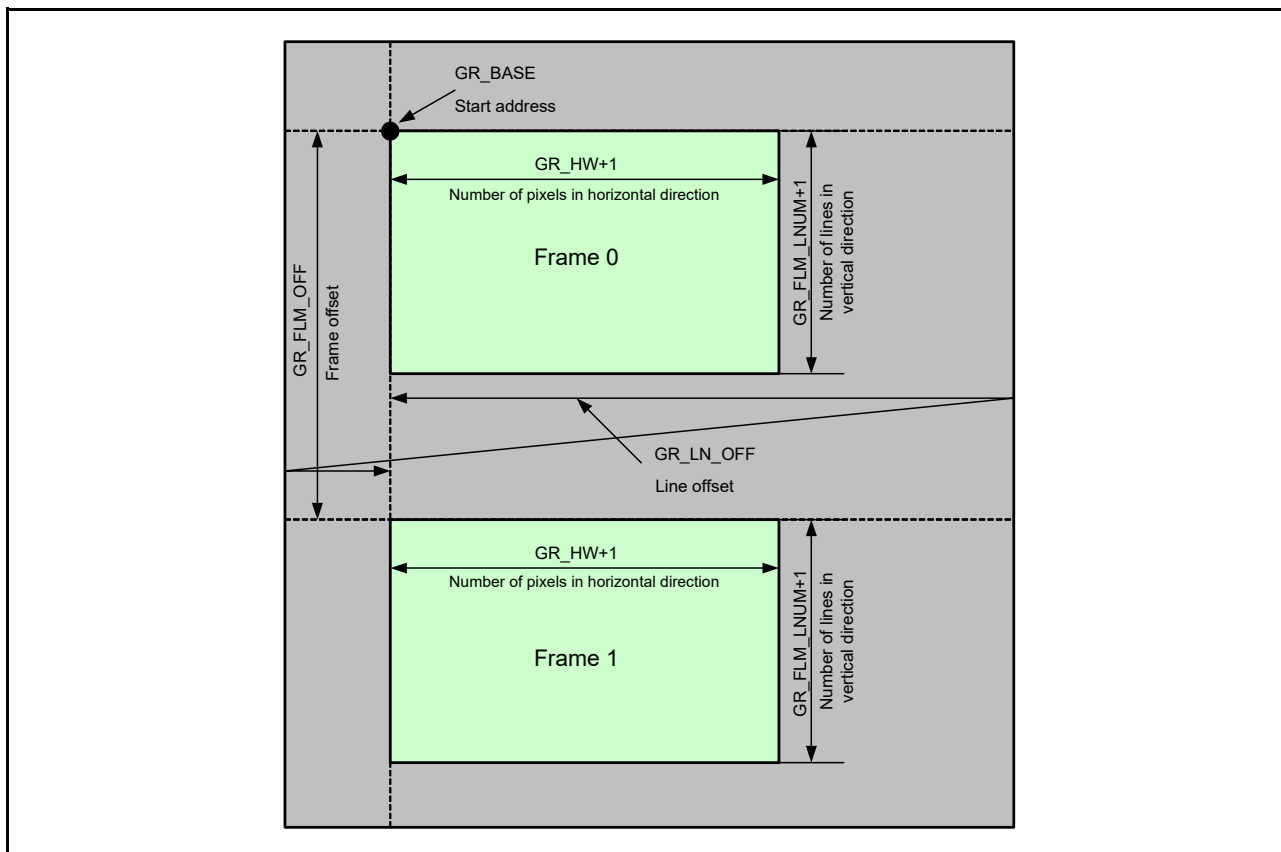 GR_BASE
Start address
GR_HW+1
Number of pixels in horizontal direction
Frame 0
GR_FLM_LNUM+1
Number of lines in
vertical direction
GR_FLM_OFF
Frame offset
GR_LN_OFF
Line offset
GR_HW+1
Number of pixels in horizontal direction
Frame 1
GR_FLM_LNUM+1
Number of lines in
vertical direction